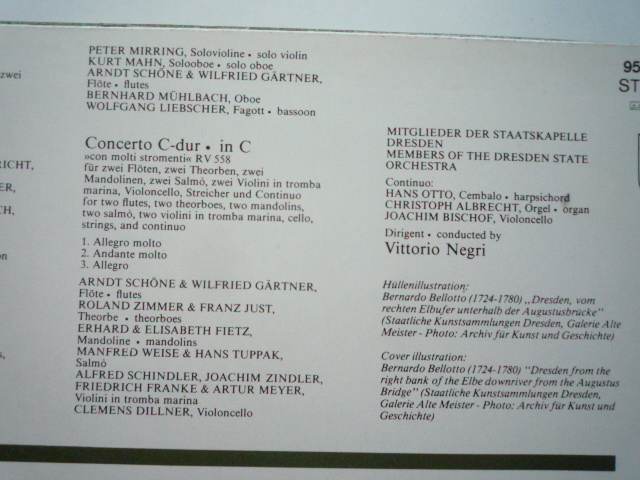 zwei
RICHT,
ER,
CH,
on
s,
PETER MIRRING, Solovioline • solo violin
KURT MAHN, Solooboe • solo oboe
ARNDT SCHÖNE & WILFRIED GÄRTNER,
Flöte • flutes
BERNHARD MÜHLBACH, Oboe
WOLFGANG LIEBSCHER, Fagott • bassoon
Concerto C-dur • in C
»con molti stromenti« RV 558
für zwei Flöten, zwei Theorben, zwei
Mandolinen, zwei Salmò, zwei Violini in tromba
marina, Violoncello, Streicher und Continuo
for two flutes, two theorboes, two mandolins,
two salmò, two violini in tromba marina, cello,
strings, and continuo
1. Allegro molto
2. Andante molto
3. Allegro
ARNDT SCHÖNE & WILFRIED GÄRTNER,
Flöte • flutes
ROLAND ZIMMER & FRANZ JUST,
Theorbe • theorboes
ERHARD & ELISABETH FIETZ,
Mandoline • mandolins
MANFRED WEISE & HANS TUPPAK,
Salmò
ALFRED SCHINDLER, JOACHIM ZINDLER,
FRIEDRICH FRANKE & ARTUR MEYER,
Violini in tromba marina
CLEMENS DILLNER, Violoncello
MITGLIEDER DER STAATSKAPELLE
DRESDEN
MEMBERS OF THE DRESDEN STATE
ORCHESTRA
Continuo:
HANS OTTO, Cembalo • harpsichord
CHRISTOPH ALBRECHT, Orgel • organ
JOACHIM BISCHOF, Violoncello
Dirigent • conducted by
Vittorio Negri
Hüllenillustration:
Bernardo Bellotto (1724-1780) „Dresden, vom
rechten Elbufer unterhalb der Augustusbrücke"
(Staatliche Kunstsammlungen Dresden, Galerie Alte
Meister - Photo: Archiv für Kunst und Geschichte)
Cover illustration:
Bernardo Bellotto (1724-1780) "Dresden from the
right bank of the Elbe downriver from the Augustus
Bridge" (Staatliche Kunstsammlungen Dresden,
Galerie Alte Meister - Photo: Archiv für Kunst und
Geschichte)
95
ST